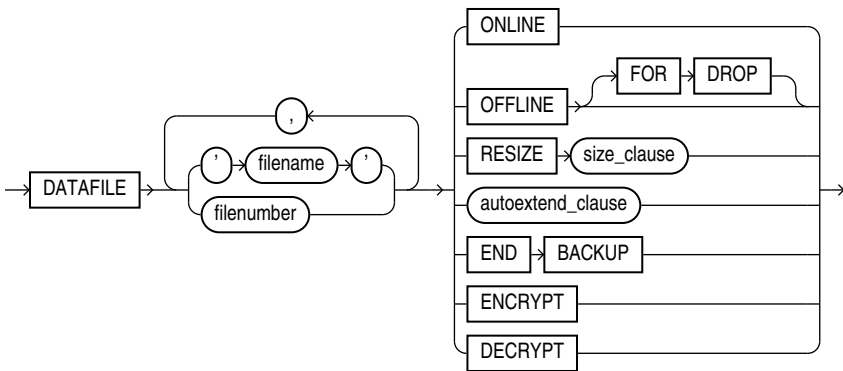 ONLINE
FOR DROP
OFFLINE
,
' filename '
RESIZE size_clause
DATAFILE
filenumber
autoextend_clause
END BACKUP
ENCRYPT
DECRYPT